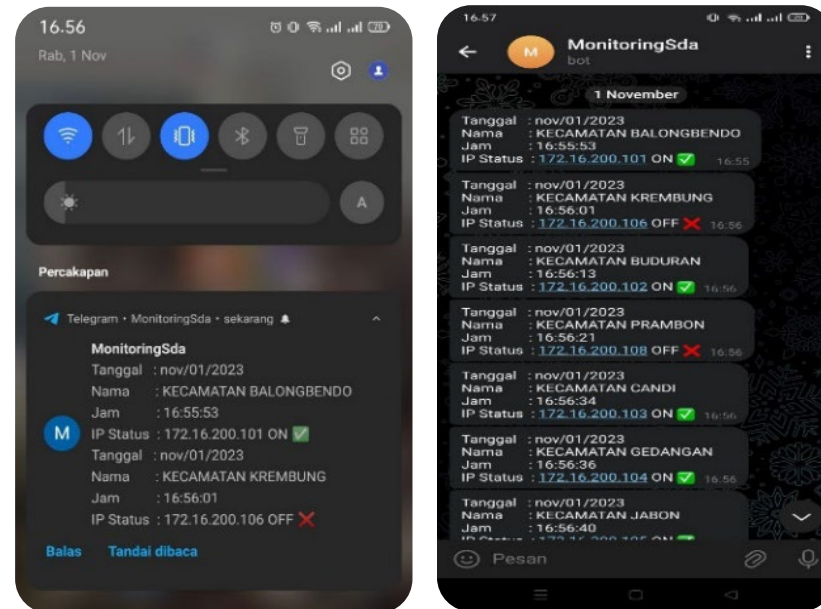 16.56
70
Rab, 1 Nov
A
Percakapan
Telegram • MonitoringSda • sekarang
MonitoringSda
Tanggal : nov/01/2023
Nama : KECAMATAN BALONGBENDO
Jam : 16:55:53
M
IP Status : 172.16.200.101 ON ✅
Tanggal : nov/01/2023
Nama : KECAMATAN KREMBUNG
Jam : 16:56:01
IP Status : 172.16.200.106 OFF ❌
Balas Tandai dibaca
16.57
M
MonitoringSda
bot
1 November
Tanggal : nov/01/2023
Nama : KECAMATAN BALONGBENDO
Jam : 16:55:53
IP Status : 172.16.200.101 ON ✅ 16:55
Tanggal : nov/01/2023
Nama : KECAMATAN KREMBUNG
Jam : 16:56:01
IP Status : 172.16.200.106 OFF ❌ 16:56
Tanggal : nov/01/2023
Nama : KECAMATAN BUDURAN
Jam : 16:56:13
IP Status : 172.16.200.102 ON ✅ 16:56
Tanggal : nov/01/2023
Nama : KECAMATAN PRAMBON
Jam : 16:56:21
IP Status : 172.16.200.108 OFF ❌ 16:56
Tanggal : nov/01/2023
Nama : KECAMATAN CANDI
Jam : 16:56:34
IP Status : 172.16.200.103 ON ✅ 16:56
Tanggal : nov/01/2023
Nama : KECAMATAN GEDANGAN
Jam : 16:56:36
IP Status : 172.16.200.104 ON ✅ 16:56
Tanggal : nov/01/2023
Nama : KECAMATAN JABON
Jam : 16:56:40
IP Status : 172.16.200.105 ON ✅
Pesan